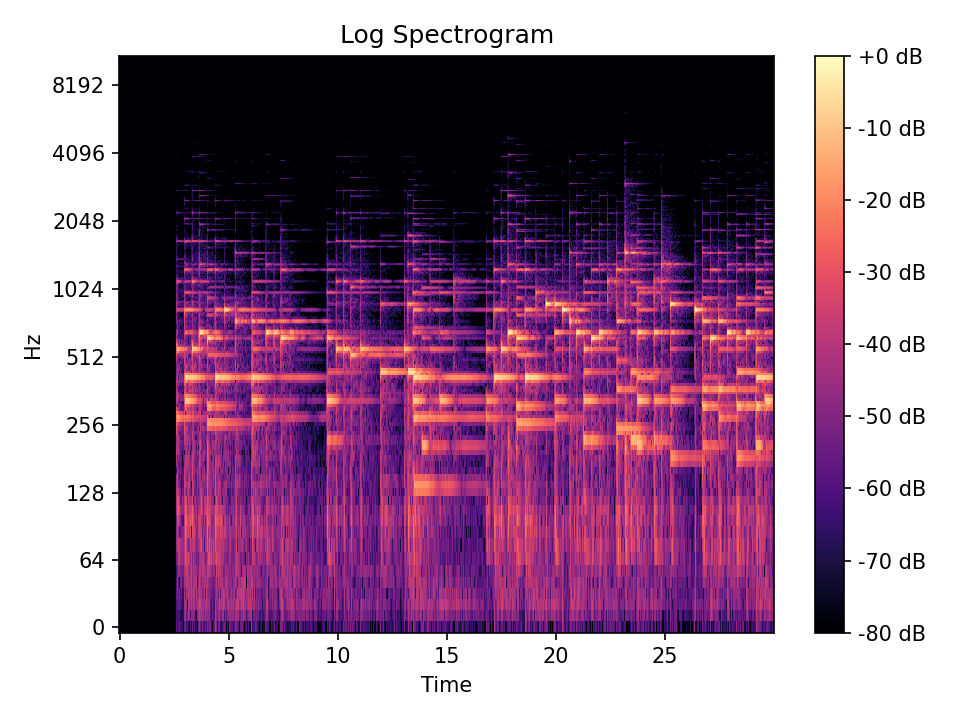 Log Spectrogram
Hz
8192
4096
2048
1024
512
256
128
64
0
0 5 10 15 20 25
Time
+0 dB
-10 dB
-20 dB
-30 dB
-40 dB
-50 dB
-60 dB
-70 dB
-80 dB